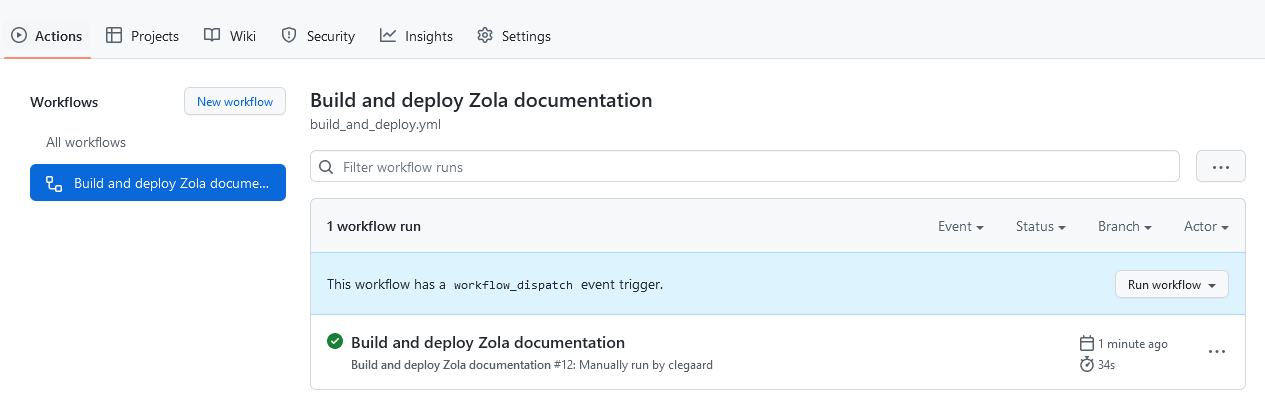 Actions Projects Wiki Security Insights Settings
Workflows
New workflow
All workflows
Build and deploy Zola docume...
Build and deploy Zola documentation
build_and_deploy.yml
Filter workflow runs
1 workflow run
Event Status Branch Actor
This workflow has a workflow_dispatch event trigger.
Run workflow
Build and deploy Zola documentation
1 minute ago
Build and deploy Zola documentation #12: Manually run by clegaard
34s